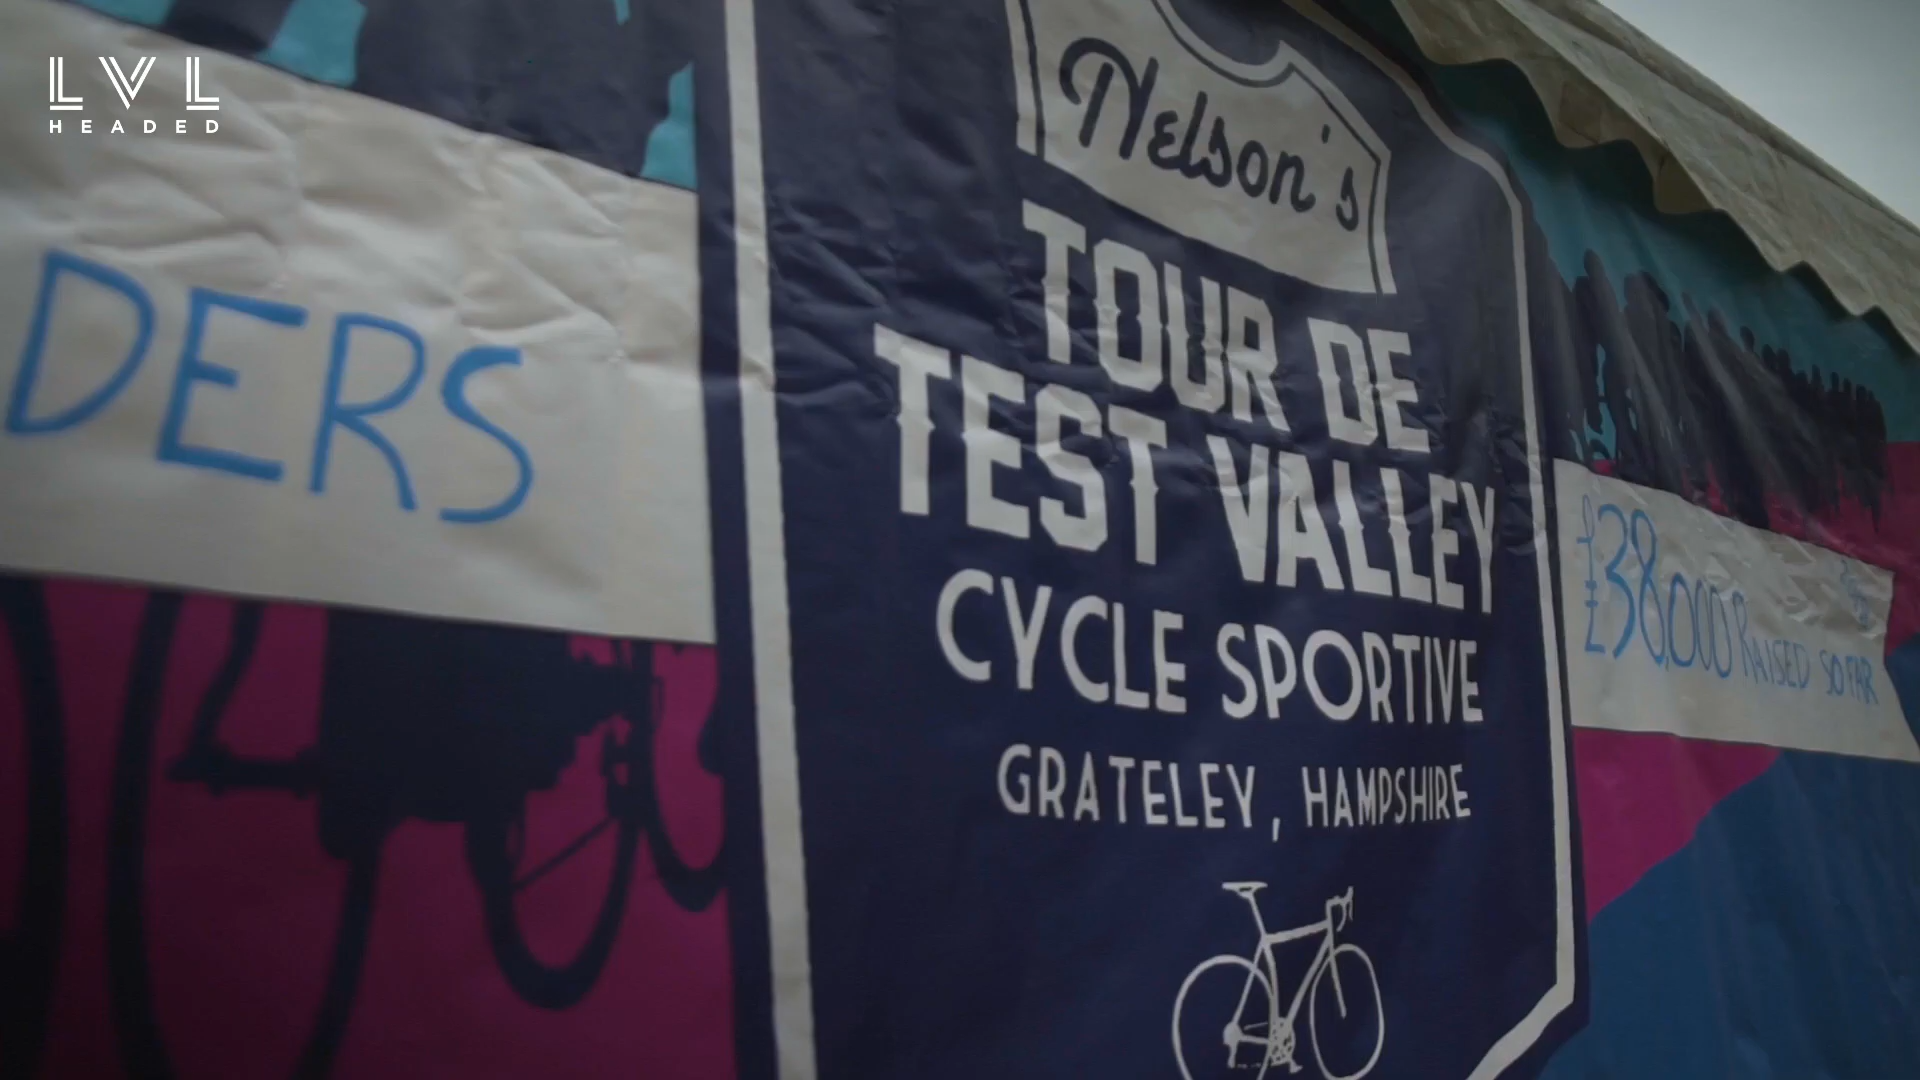 LVL
HEADED
DERS
Nelson's
TOUR DE
TEST VALLEY
CYCLE SPORTIVE
GRATELEY, HAMPSHIRE
£38,000 RAISED SO FAR